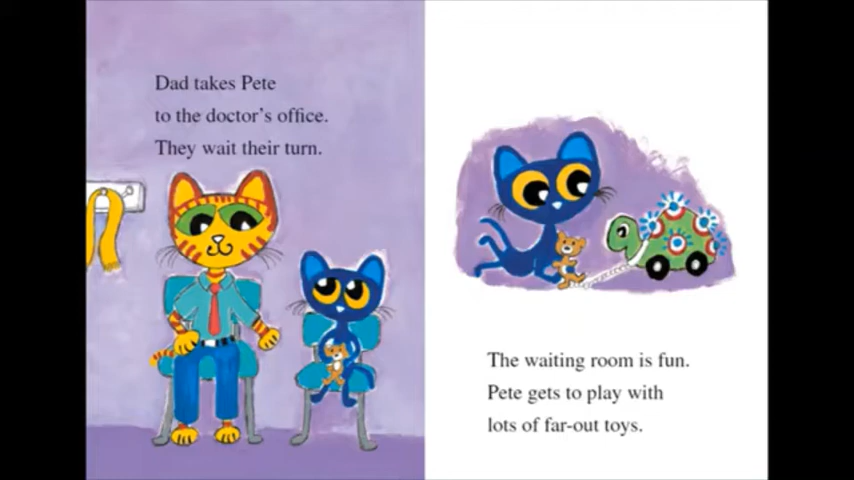 Dad takes Pete
to the doctor's office.
They wait their turn.
The waiting room is fun.
Pete gets to play with
lots of far-out toys.